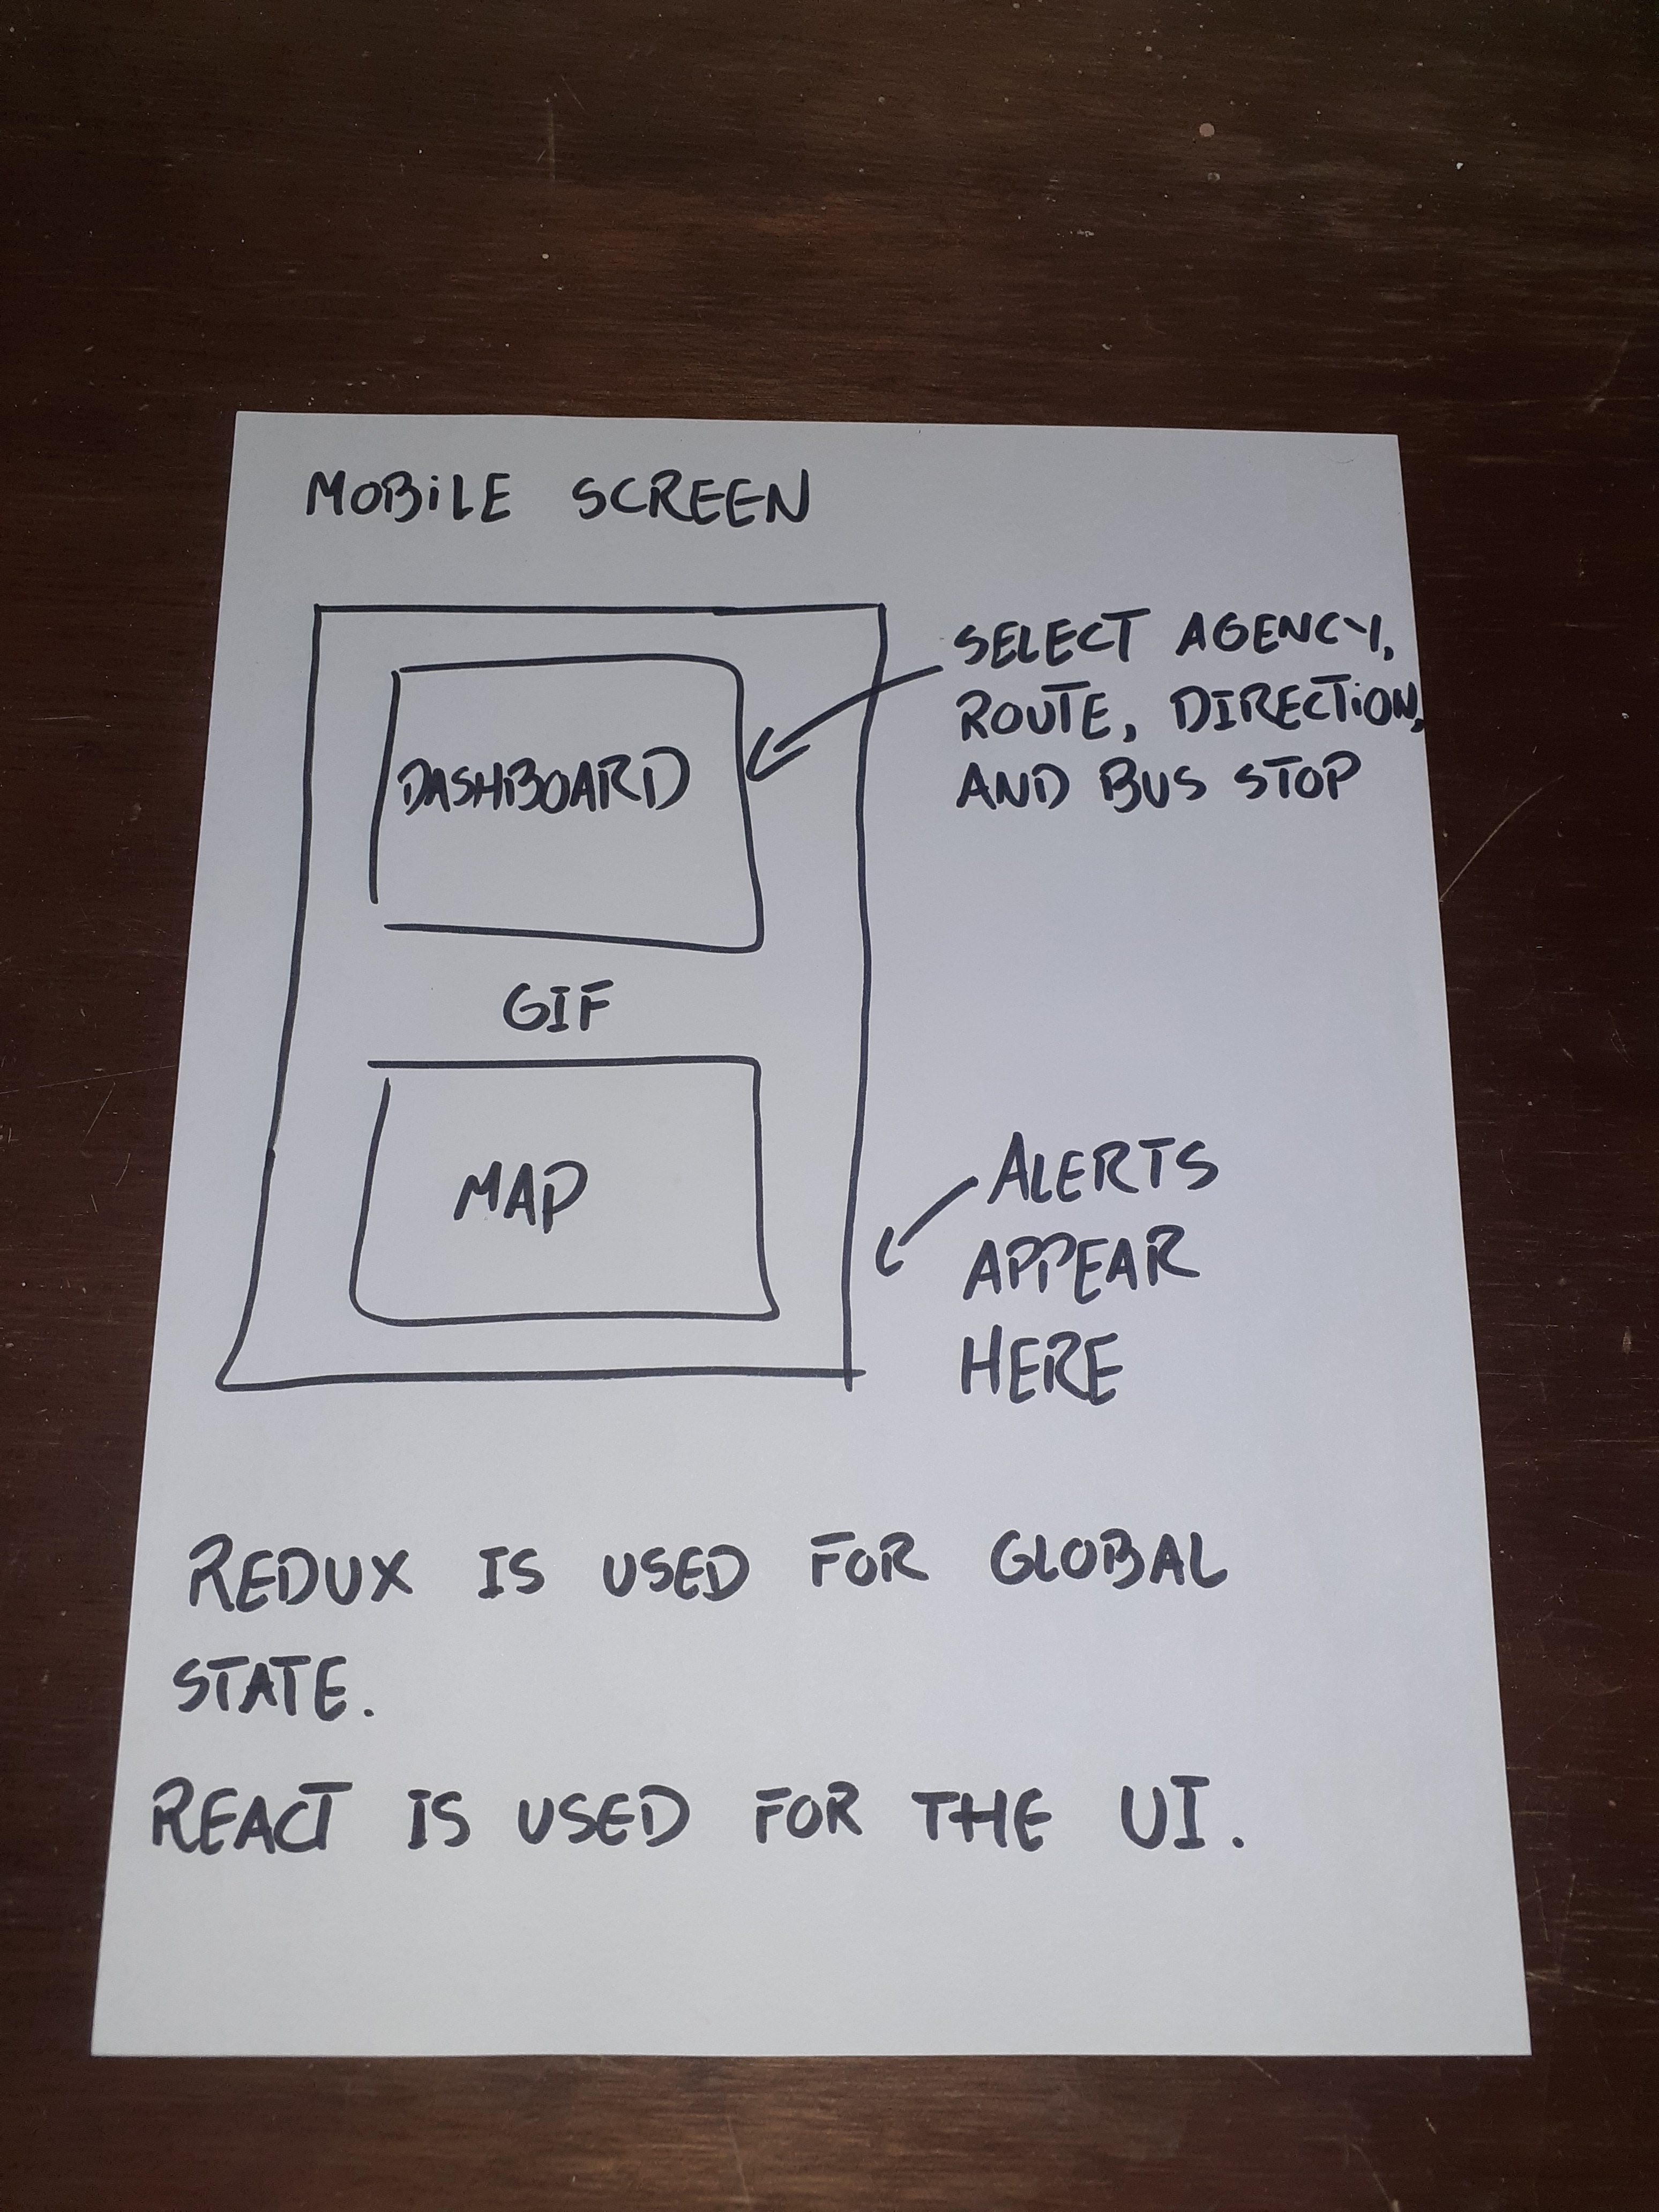 MOBILE SCREEN
SELECT AGENCY,
ROUTE, DIRECTION,
AND BUS STOP
DASHBOARD
GIF
MAP
ALERTS
APPEAR
HERE
REDUX IS USED FOR GLOBAL
STATE.
REACT IS USED FOR THE UI.